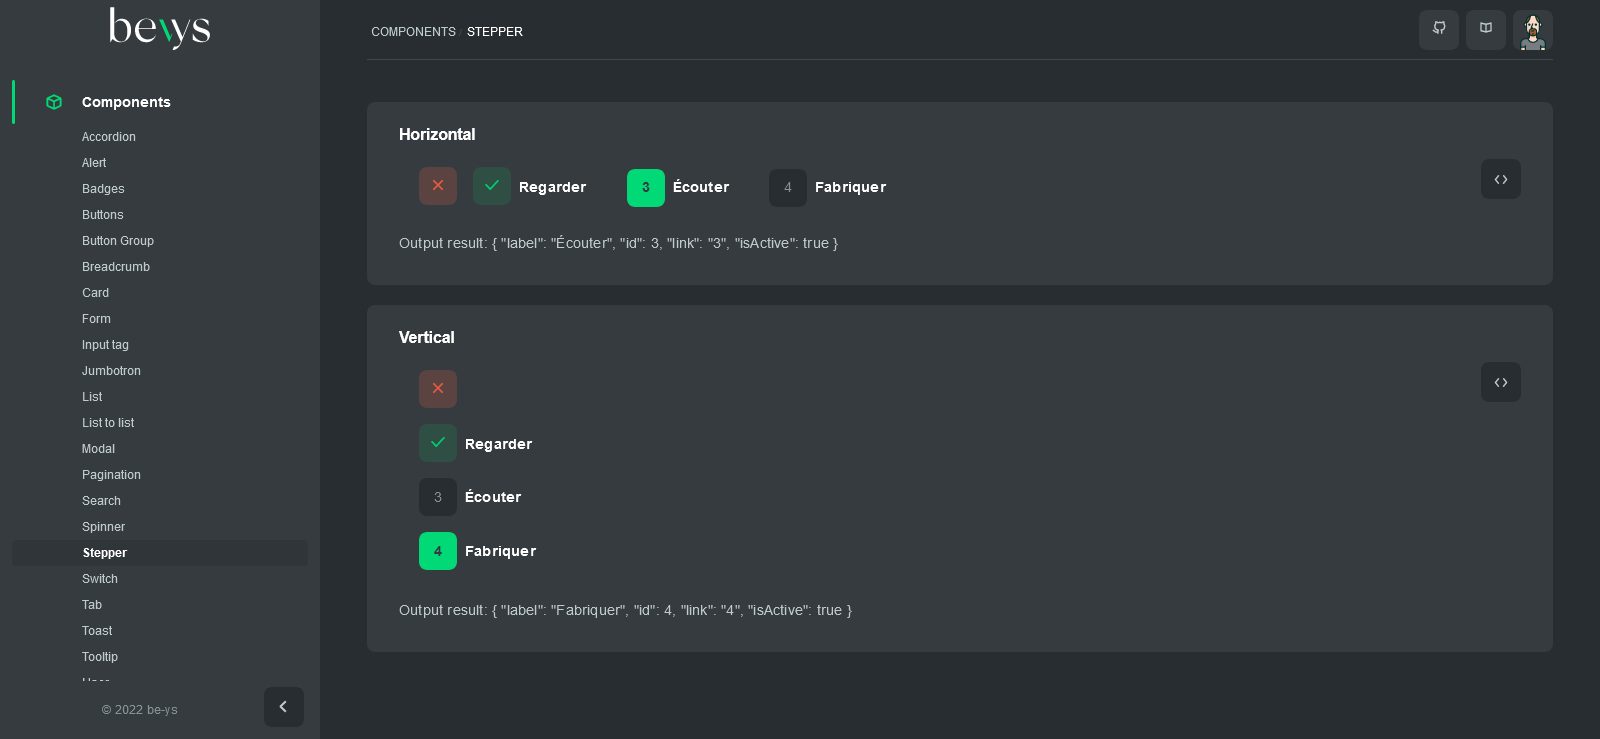 be-ys
Components
Accordion
Alert
Badges
Buttons
Button Group
Breadcrumb
Card
Form
Input tag
Jumbotron
List
List to list
Modal
Pagination
Search
Spinner
Stepper
Switch
Tab
Toast
Tooltip
© 2022 be-ys
COMPONENTS / STEPPER
Horizontal
Regarder 3 Écouter 4 Fabriquer
Output result: { "label": "Écouter", "id": 3, "link": "3", "isActive": true }
Vertical
Regarder
3 Écouter
4 Fabriquer
Output result: { "label": "Fabriquer", "id": 4, "link": "4", "isActive": true }